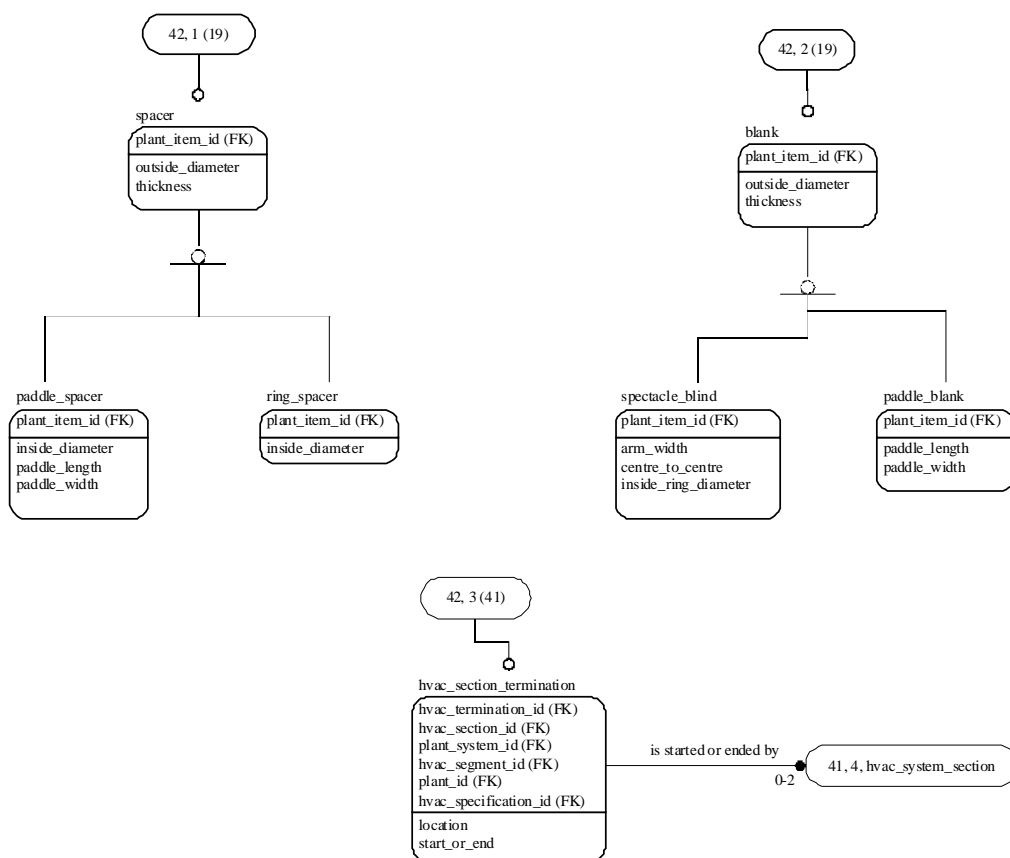 42, 1 (19)
spacer
plant_item_id (FK)
outside_diameter
thickness
42, 2 (19)
blank
plant_item_id (FK)
outside_diameter
thickness
paddle_spacer
plant_item_id (FK)
inside_diameter
paddle_length
paddle_width
ring_spacer
plant_item_id (FK)
inside_diameter
spectacle_blind
plant_item_id (FK)
arm_width
centre_to_centre
inside_ring_diameter
paddle_blank
plant_item_id (FK)
paddle_length
paddle_width
42, 3 (41)
hvac_section_termination
hvac_termination_id (FK)
hvac_section_id (FK)
plant_system_id (FK)
hvac_segment_id (FK)
plant_id (FK)
hvac_specification_id (FK)
location
start_or_end
is started or ended by
0-2
41, 4, hvac_system_section